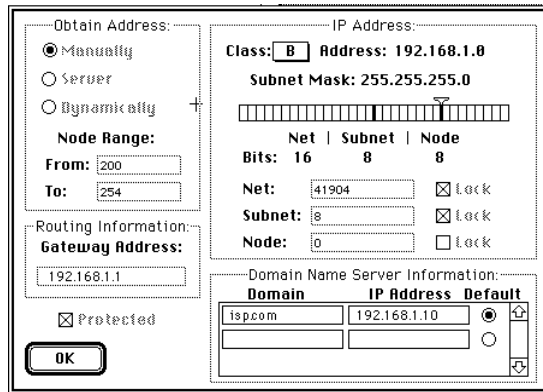 Obtain Address:
Manually
Server
Dynamically
Node Range:
From: 200
To: 254
Routing Information:
Gateway Address:
192.168.1.1
Protected
OK
IP Address:
Class: B Address: 192.168.1.0
Subnet Mask: 255.255.255.0
Net | Subnet | Node
Bits: 16 8 8
Net: 41904 Lock
Subnet: 8 Lock
Node: 0 Lock
Domain Name Server Information:
Domain IP Address Default
isp.com 192.168.1.10